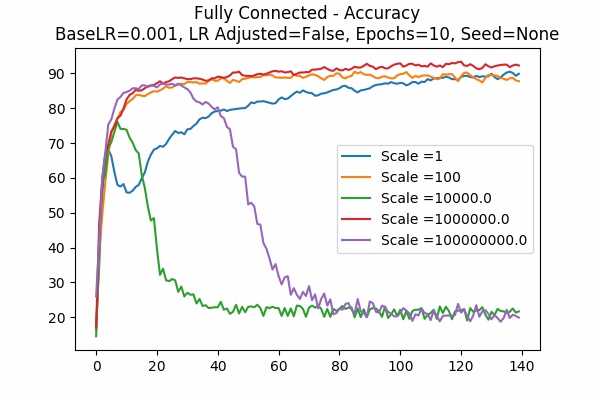 Fully Connected - Accuracy
BaseLR=0.001, LR Adjusted=False, Epochs=10, Seed=None
90
80
70
60
50
40
30
20
Scale =1
Scale =100
Scale =10000.0
Scale =1000000.0
Scale =100000000.0
0 20 40 60 80 100 120 140